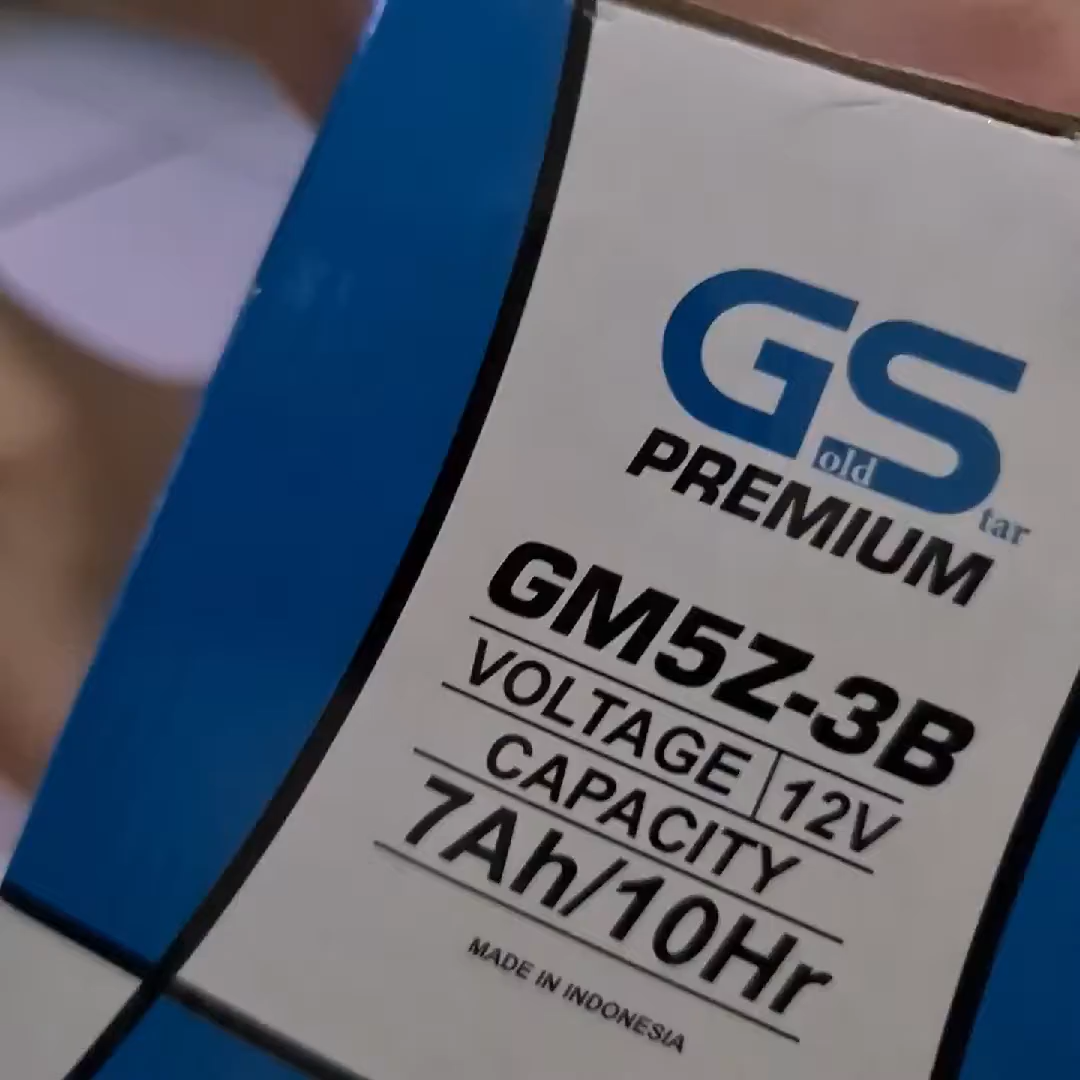 GS
old
tar
PREMIUM
GM5Z-3B
VOLTAGE 12V
CAPACITY
7Ah/10Hr
MADE IN INDONESIA